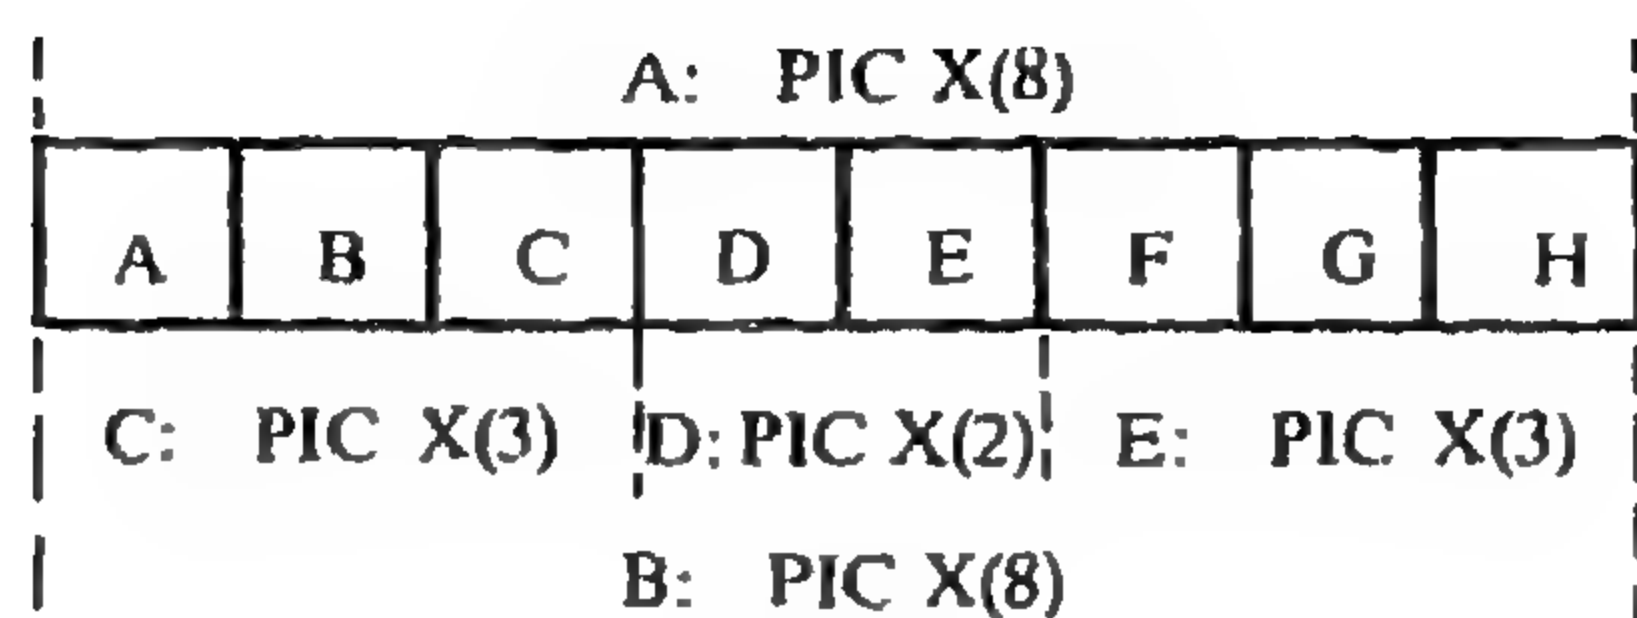 A: PIC X(8)
A B C D E F G H
C: PIC X(3) D: PIC X(2) E: PIC X(3)
B: PIC X(8)